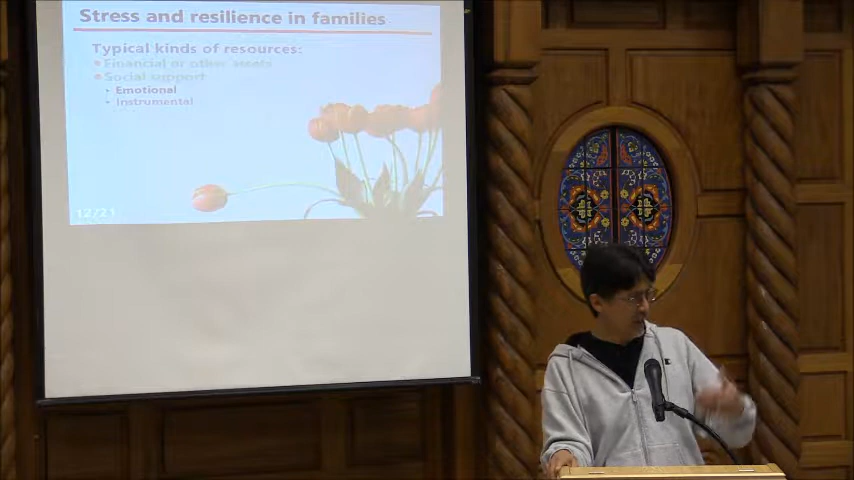 Stress and resilience in families
Typical kinds of resources:
Financial or other assets
Social support
Emotional
Instrumental
12/21